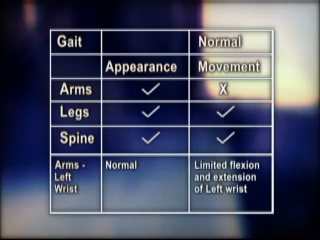 Gait Normal
Appearance Movement
Arms ✓ X
Legs ✓ ✓
Spine ✓ ✓
Arms - Normal Limited flexion
Left and extension
Wrist of Left wrist